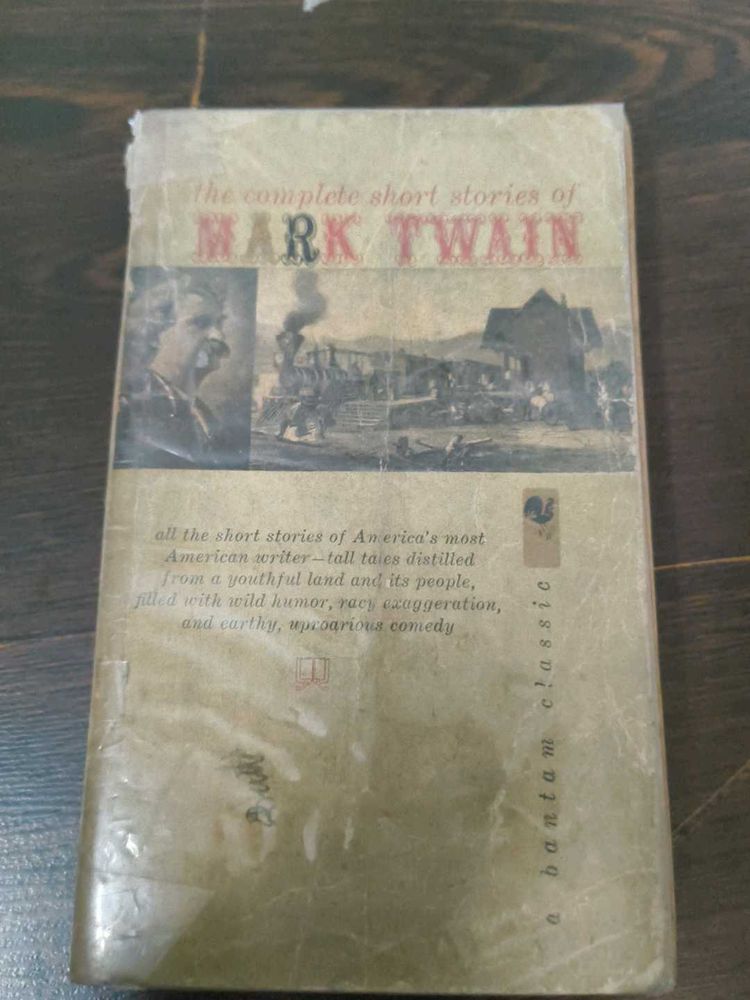 the complete short stories of
MARK TWAIN
all the short stories of America's most
American writer—tall tales distilled
from a youthful land and its people,
filled with wild humor, racy exaggeration,
and earthy, uproarious comedy
a bantam classic